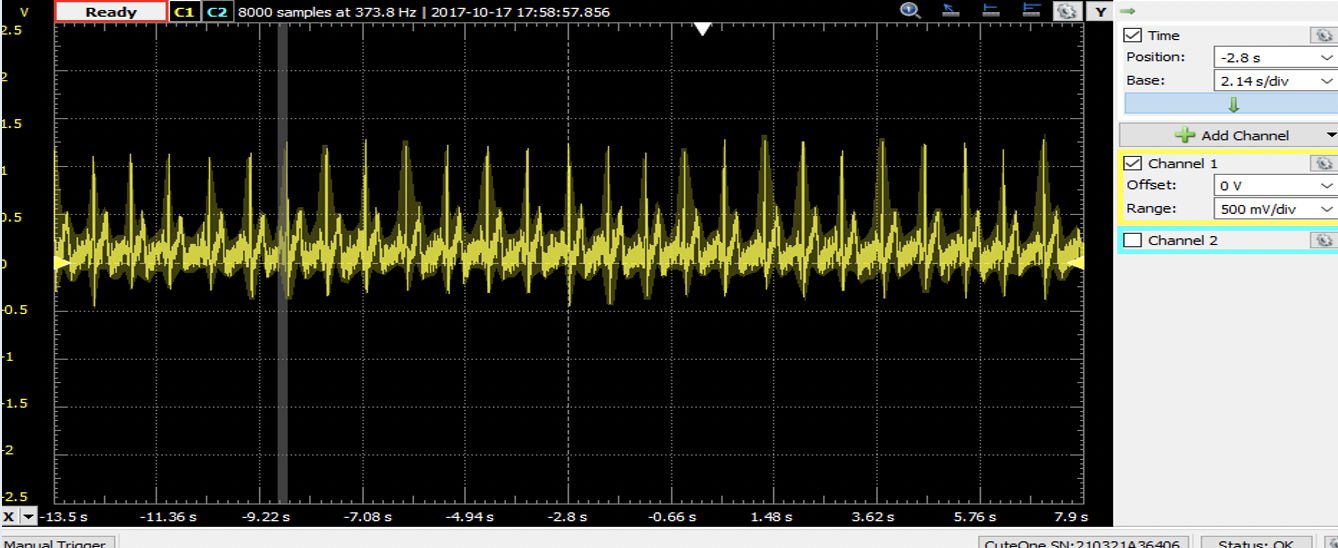 V Ready C1 C2 8000 samples at 373.8 Hz | 2017-10-17 17:58:57.856 Y
2.5
2
1.5
1
0.5
0
-0.5
-1
-1.5
-2
-2.5
X -13.5 s -11.36 s -9.22 s -7.08 s -4.94 s -2.8 s -0.66 s 1.48 s 3.62 s 5.76 s 7.9 s
Time
Position: -2.8 s
Base: 2.14 s/div
Add Channel
Channel 1
Offset: 0 V
Range: 500 mV/div
Channel 2
Manual Trigger CuteOne SN:210321A36406 Status: OK